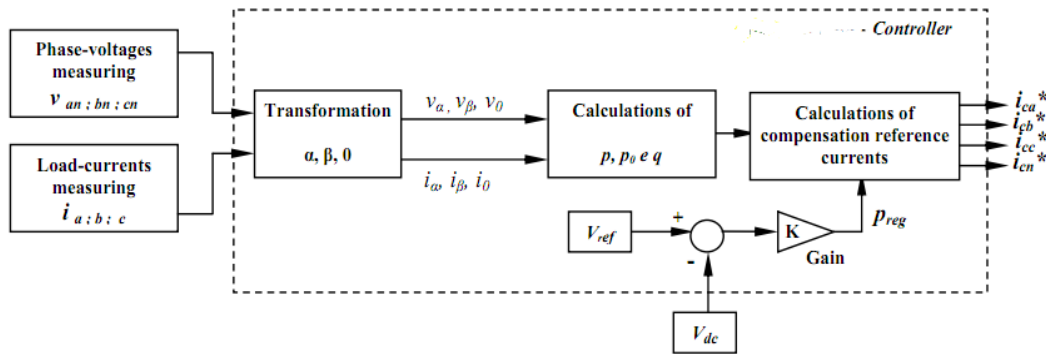 - Controller
Phase-voltages
measuring
v an ; bn ; cn
Load-currents
measuring
i a ; b ; c
Transformation
α, β, 0
vα, vβ, v0
iα, iβ, i0
Calculations of
p, p0 e q
Calculations of
compensation reference
currents
ica*
icb*
icc*
icn*
Vref
+
-
K
Gain
preg
Vdc